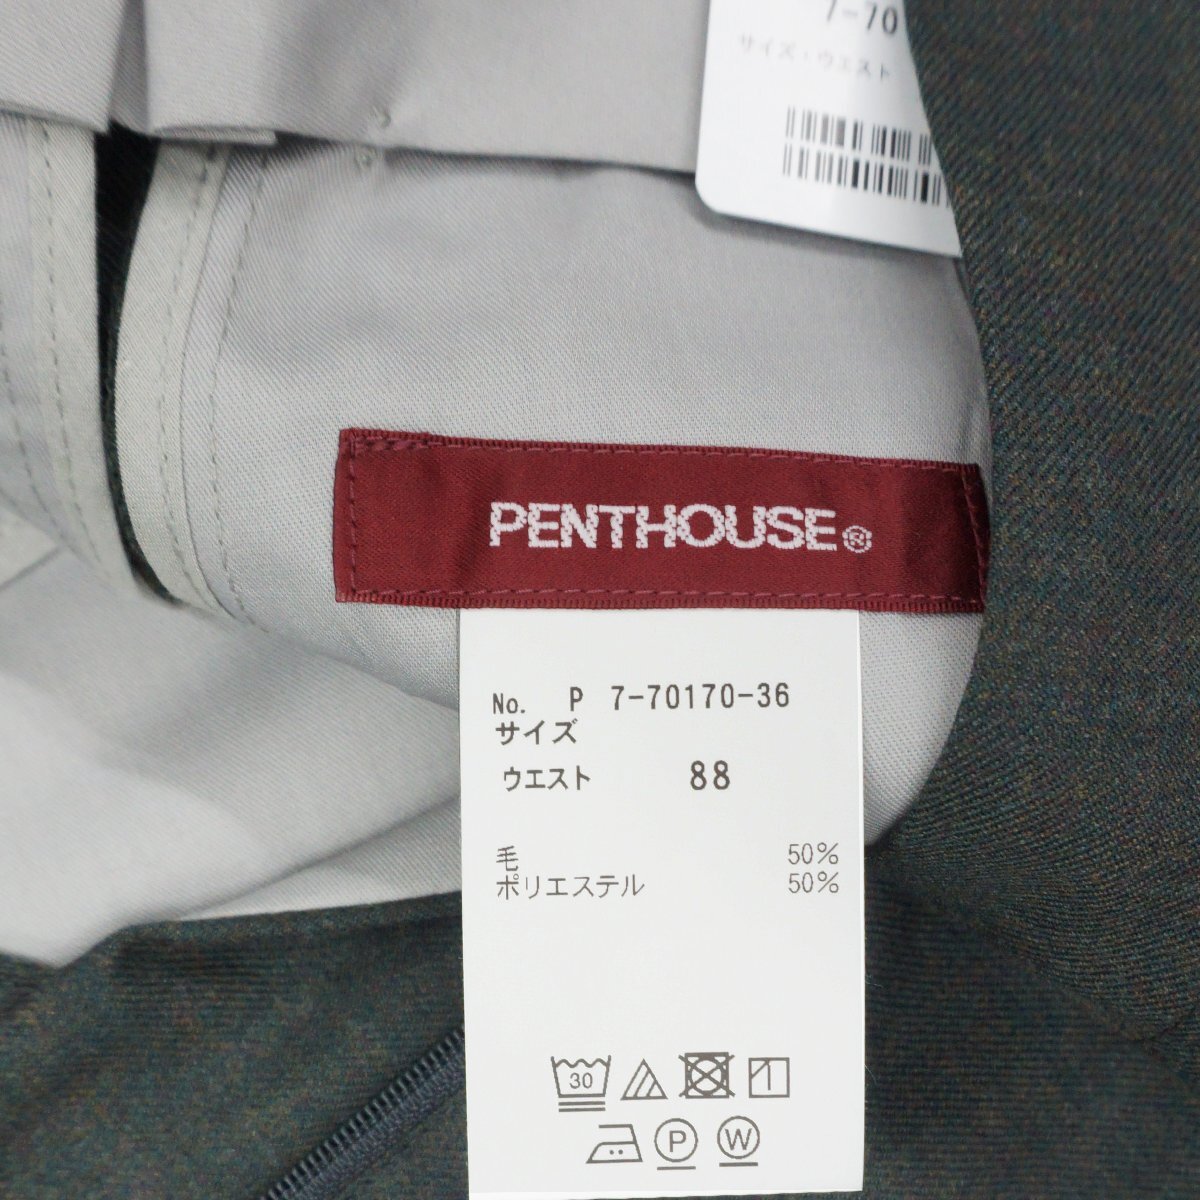 7-70
サイズ・ウエスト
PENTHOUSE®
No. P 7-70170-36
サイズ
ウエスト 88
毛 50%
ポリエステル 50%
30
P W